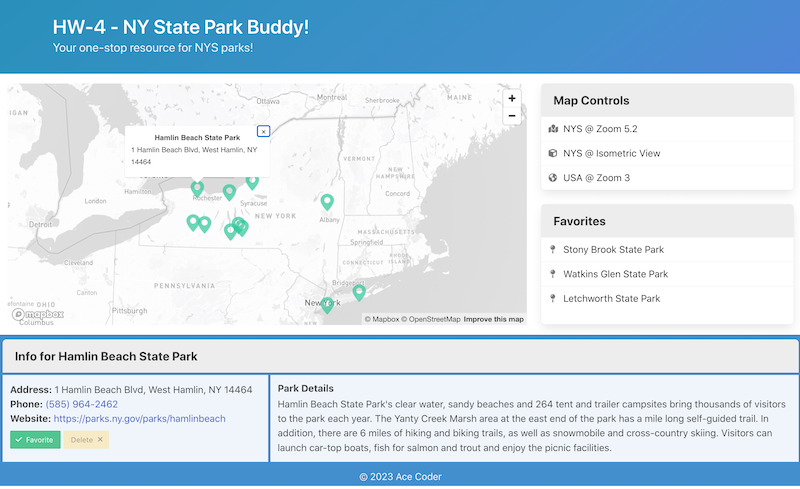 HW-4 - NY State Park Buddy!
Your one-stop resource for NYS parks!
IGAN
Ottawa
Montreal
Sherbrooke
MAINE
+
−
Hamlin Beach State Park
x
1 Hamlin Beach Blvd, West Hamlin, NY
14464
VERMONT
NEW
HAMPSHIRE
Concord
London
Hamilton
Rochester
Syracuse
NEW YORK
Albany
Detroit
MASSACHUSETTS
Springfield
CONNECTICUT
RHODE
ISLAND
Cleveland
PENNSYLVANIA
Bridgeport
New York
efontaine
OHIO
Pittsburgh
mapbox
Columbus
© Mapbox © OpenStreetMap Improve this map
Map Controls
NYS @ Zoom 5.2
NYS @ Isometric View
USA @ Zoom 3
Favorites
Stony Brook State Park
Watkins Glen State Park
Letchworth State Park
Info for Hamlin Beach State Park
Address: 1 Hamlin Beach Blvd, West Hamlin, NY 14464
Phone: (585) 964-2462
Website: https://parks.ny.gov/parks/hamlinbeach
Favorite
Delete
Park Details
Hamlin Beach State Park's clear water, sandy beaches and 264 tent and trailer campsites bring thousands of visitors
to the park each year. The Yanty Creek Marsh area at the east end of the park has a mile long self-guided trail. In
addition, there are 6 miles of hiking and biking trails, as well as snowmobile and cross-country skiing. Visitors can
launch car-top boats, fish for salmon and trout and enjoy the picnic facilities.
© 2023 Ace Coder